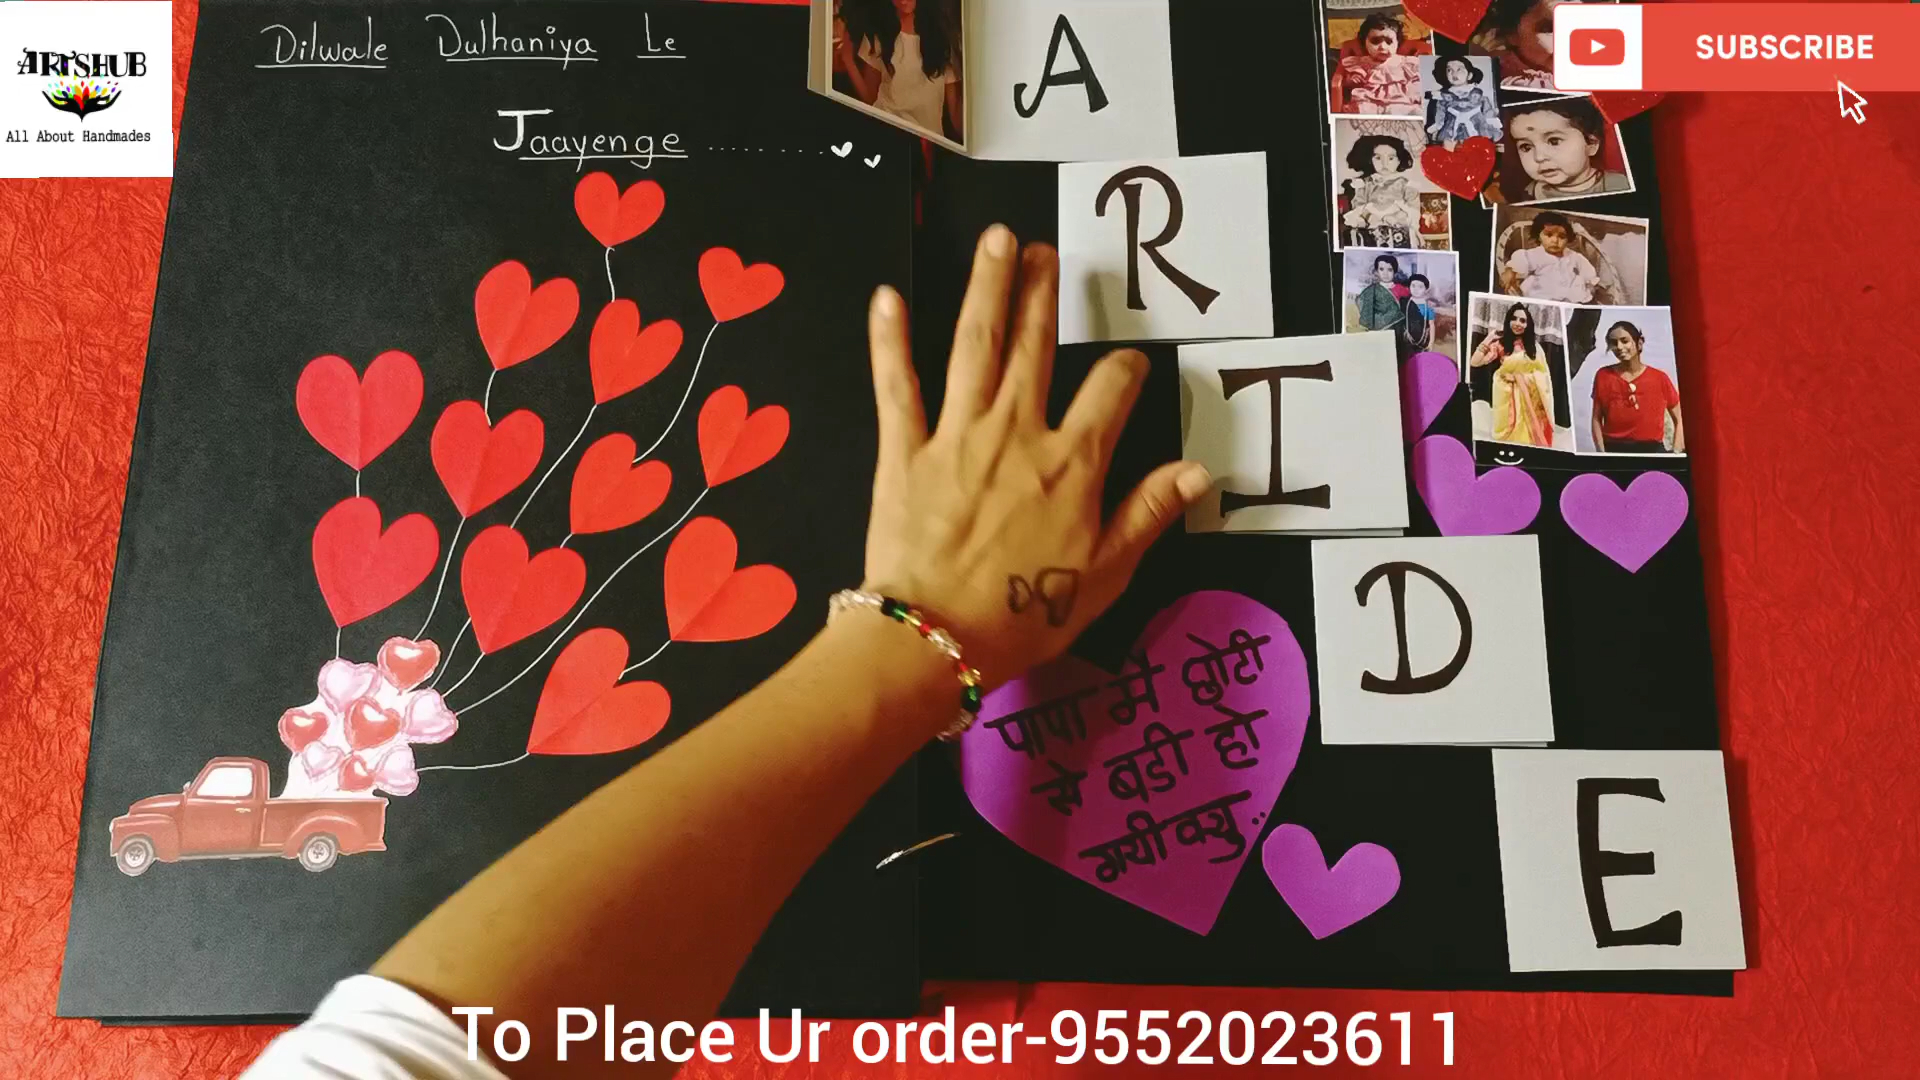 ARTSHUB
All About Handmades
Dilwale Dulhaniya Le
Jaayenge ........
SUBSCRIBE
A
R
I
D
E
पापा मैं छोटी
से बडी हो
गयी क्यु..
To Place Ur order-9552023611